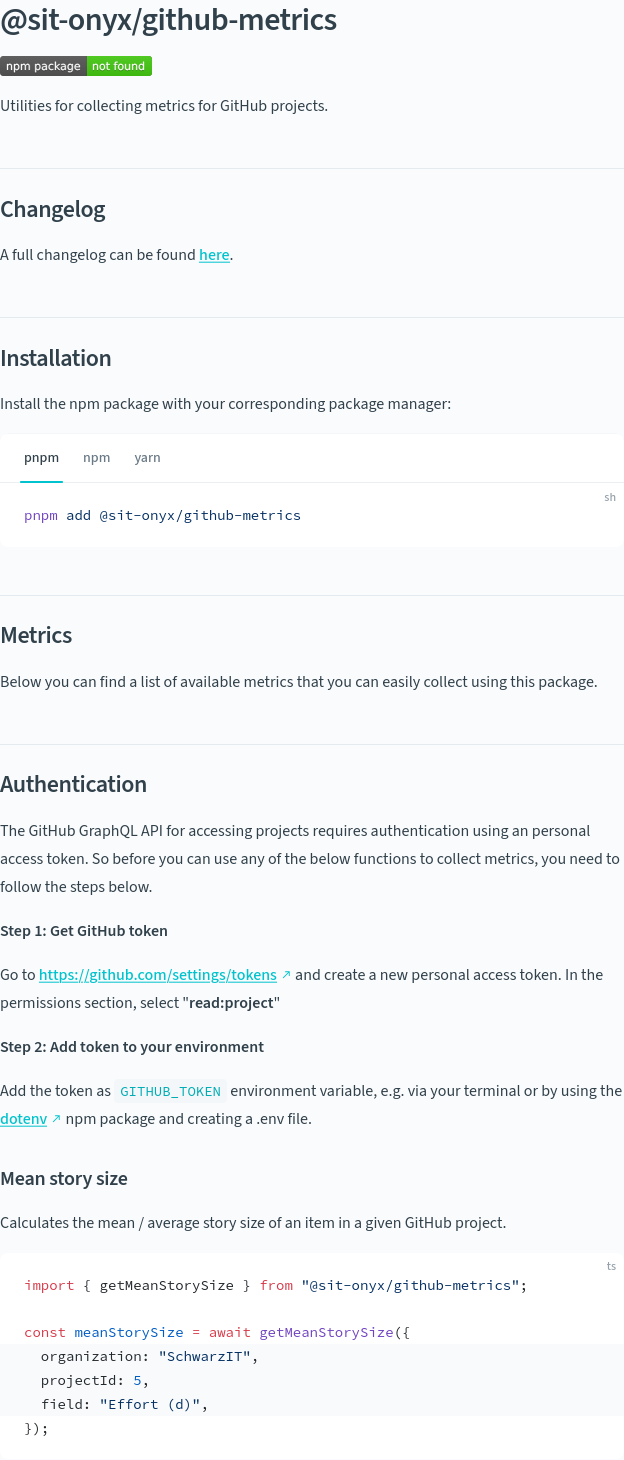 @sit-onyx/github-metrics
npm package not found
Utilities for collecting metrics for GitHub projects.
Changelog
A full changelog can be found here.
Installation
Install the npm package with your corresponding package manager:
pnpm npm yarn
sh
pnpm add @sit-onyx/github-metrics
Metrics
Below you can find a list of available metrics that you can easily collect using this package.
Authentication
The GitHub GraphQL API for accessing projects requires authentication using an personal
access token. So before you can use any of the below functions to collect metrics, you need to
follow the steps below.
Step 1: Get GitHub token
Go to https://github.com/settings/tokens ↗ and create a new personal access token. In the
permissions section, select "read:project"
Step 2: Add token to your environment
Add the token as GITHUB_TOKEN environment variable, e.g. via your terminal or by using the
dotenv ↗ npm package and creating a .env file.
Mean story size
Calculates the mean / average story size of an item in a given GitHub project.
ts
import { getMeanStorySize } from "@sit-onyx/github-metrics";
const meanStorySize = await getMeanStorySize({
  organization: "SchwarzIT",
  projectId: 5,
  field: "Effort (d)",
});